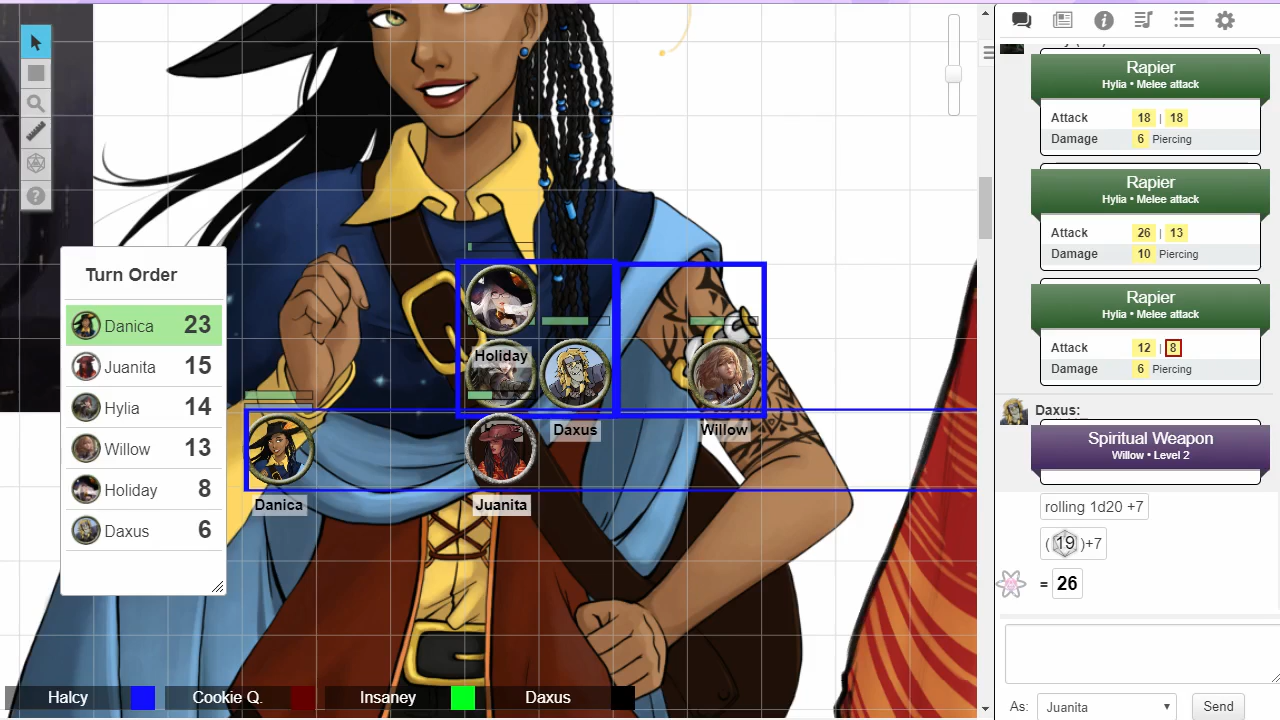 Turn Order
Danica 23
Juanita 15
Hylia 14
Willow 13
Holiday 8
Daxus 6
Holiday
Daxus
Willow
Danica
Juanita
Halcy
Cookie Q.
Insaney
Daxus
Rapier
Hylia • Melee attack
Attack 18 | 18
Damage 6 Piercing
Rapier
Hylia • Melee attack
Attack 26 | 13
Damage 10 Piercing
Rapier
Hylia • Melee attack
Attack 12 | 8
Damage 6 Piercing
Daxus:
Spiritual Weapon
Willow • Level 2
rolling 1d20 +7
(19)+7
= 26
As: Juanita
Send